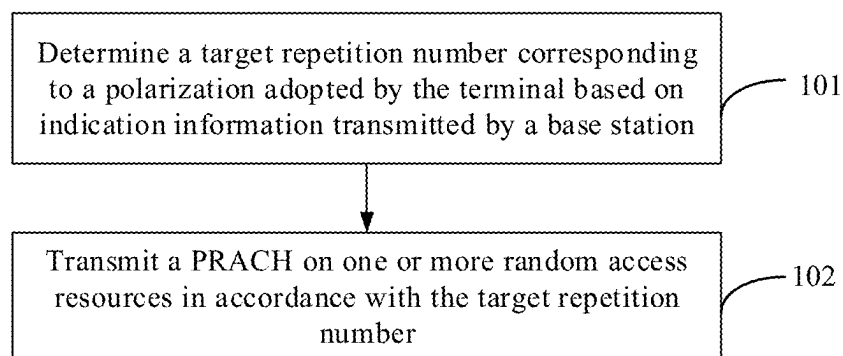 Determine a target repetition number corresponding
to a polarization adopted by the terminal based on
indication information transmitted by a base station
101
Transmit a PRACH on one or more random access
resources in accordance with the target repetition
number
102